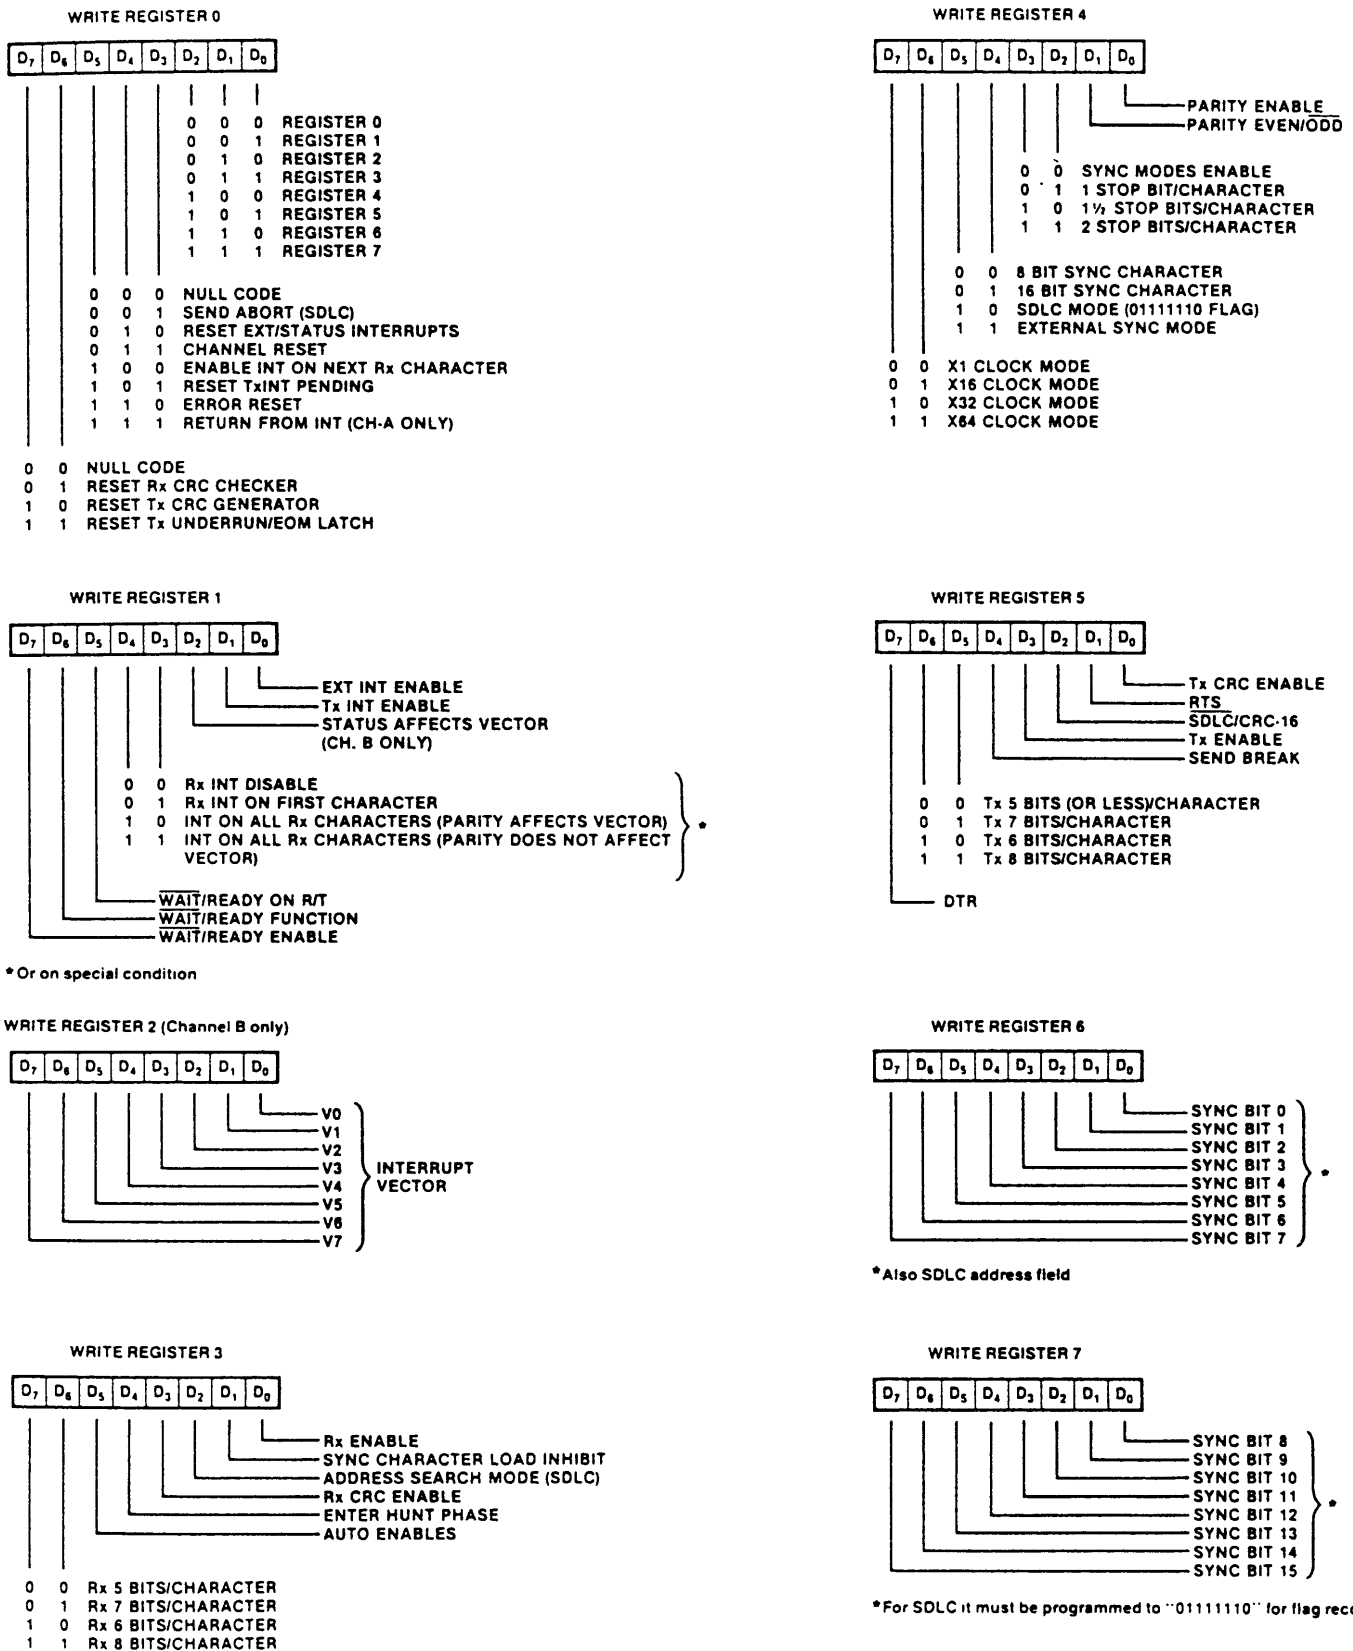 WRITE REGISTER 0
D7 D6 D5 D4 D3 D2 D1 D0
0 0 0 REGISTER 0
0 0 1 REGISTER 1
0 1 0 REGISTER 2
0 1 1 REGISTER 3
1 0 0 REGISTER 4
1 0 1 REGISTER 5
1 1 0 REGISTER 6
1 1 1 REGISTER 7
0 0 0 NULL CODE
0 0 1 SEND ABORT (SDLC)
0 1 0 RESET EXT/STATUS INTERRUPTS
0 1 1 CHANNEL RESET
1 0 0 ENABLE INT ON NEXT Rx CHARACTER
1 0 1 RESET TxINT PENDING
1 1 0 ERROR RESET
1 1 1 RETURN FROM INT (CH-A ONLY)
0 0 NULL CODE
0 1 RESET Rx CRC CHECKER
1 0 RESET Tx CRC GENERATOR
1 1 RESET Tx UNDERRUN/EOM LATCH
WRITE REGISTER 1
D7 D6 D5 D4 D3 D2 D1 D0
EXT INT ENABLE
Tx INT ENABLE
STATUS AFFECTS VECTOR
(CH. B ONLY)
0 0 Rx INT DISABLE
0 1 Rx INT ON FIRST CHARACTER
1 0 INT ON ALL Rx CHARACTERS (PARITY AFFECTS VECTOR)
1 1 INT ON ALL Rx CHARACTERS (PARITY DOES NOT AFFECT
VECTOR)
*
WAIT/READY ON R/T
WAIT/READY FUNCTION
WAIT/READY ENABLE
*Or on special condition
WRITE REGISTER 2 (Channel B only)
D7 D6 D5 D4 D3 D2 D1 D0
V0
V1
V2
V3
V4
V5
V6
V7
INTERRUPT
VECTOR
WRITE REGISTER 3
D7 D6 D5 D4 D3 D2 D1 D0
Rx ENABLE
SYNC CHARACTER LOAD INHIBIT
ADDRESS SEARCH MODE (SDLC)
Rx CRC ENABLE
ENTER HUNT PHASE
AUTO ENABLES
0 0 Rx 5 BITS/CHARACTER
0 1 Rx 7 BITS/CHARACTER
1 0 Rx 6 BITS/CHARACTER
1 1 Rx 8 BITS/CHARACTER
WRITE REGISTER 4
D7 D6 D5 D4 D3 D2 D1 D0
PARITY ENABLE
PARITY EVEN/ODD
0 0 SYNC MODES ENABLE
0 1 1 STOP BIT/CHARACTER
1 0 1½ STOP BITS/CHARACTER
1 1 2 STOP BITS/CHARACTER
0 0 8 BIT SYNC CHARACTER
0 1 16 BIT SYNC CHARACTER
1 0 SDLC MODE (01111110 FLAG)
1 1 EXTERNAL SYNC MODE
0 0 X1 CLOCK MODE
0 1 X16 CLOCK MODE
1 0 X32 CLOCK MODE
1 1 X64 CLOCK MODE
WRITE REGISTER 5
D7 D6 D5 D4 D3 D2 D1 D0
Tx CRC ENABLE
RTS
SDLC/CRC-16
Tx ENABLE
SEND BREAK
0 0 Tx 5 BITS (OR LESS)/CHARACTER
0 1 Tx 7 BITS/CHARACTER
1 0 Tx 6 BITS/CHARACTER
1 1 Tx 8 BITS/CHARACTER
DTR
WRITE REGISTER 6
D7 D6 D5 D4 D3 D2 D1 D0
SYNC BIT 0
SYNC BIT 1
SYNC BIT 2
SYNC BIT 3
SYNC BIT 4
SYNC BIT 5
SYNC BIT 6
SYNC BIT 7
*
*Also SDLC address field
WRITE REGISTER 7
D7 D6 D5 D4 D3 D2 D1 D0
SYNC BIT 8
SYNC BIT 9
SYNC BIT 10
SYNC BIT 11
SYNC BIT 12
SYNC BIT 13
SYNC BIT 14
SYNC BIT 15
*
*For SDLC it must be programmed to "01111110" for flag